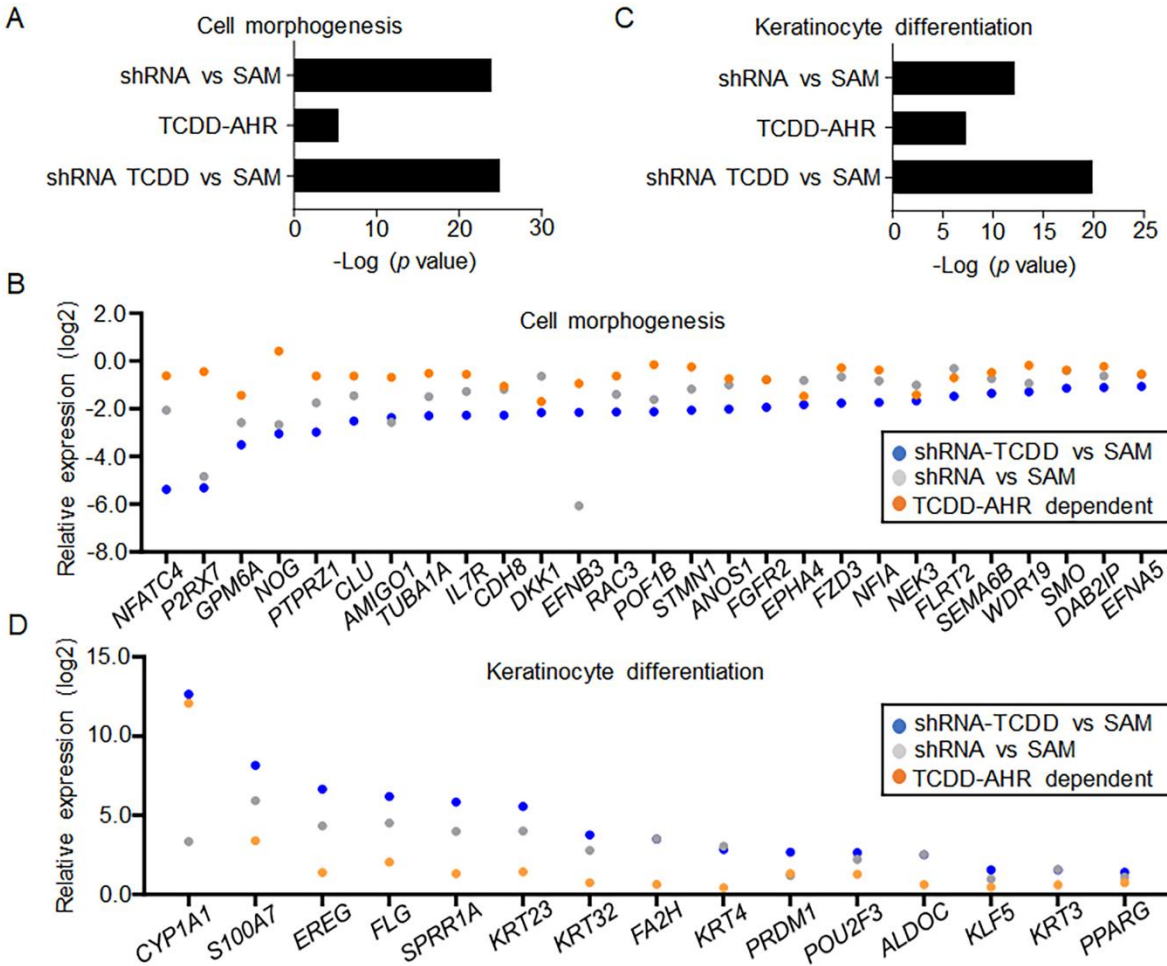 A
Cell morphogenesis
shRNA vs SAM
TCDD-AHR
shRNA TCDD vs SAM
0 10 20 30
-Log (p value)
C
Keratinocyte differentiation
shRNA vs SAM
TCDD-AHR
shRNA TCDD vs SAM
0 5 10 15 20 25
-Log (p value)
B
Cell morphogenesis
Relative expression (log2)
2.0
0.0
-2.0
-4.0
-6.0
-8.0
shRNA-TCDD vs SAM
shRNA vs SAM
TCDD-AHR dependent
NFATC4 P2RX7 GPM6A NOG PTPRZ1 CLU AMIGO1 TUBA1A IL7R CDH8 DKK1 EFNB3 RAC3 POF1B STMN1 ANOS1 FGFR2 EPHA4 FZD3 NFIA NEK3 FLRT2 SEMA6B WDR19 SMO DAB2IP EFNA5
D
Keratinocyte differentiation
Relative expression (log2)
15.0
10.0
5.0
0.0
shRNA-TCDD vs SAM
shRNA vs SAM
TCDD-AHR dependent
CYP1A1 S100A7 EREG FLG SPRR1A KRT23 KRT32 FA2H KRT4 PRDM1 POU2F3 ALDOC KLF5 KRT3 PPARG